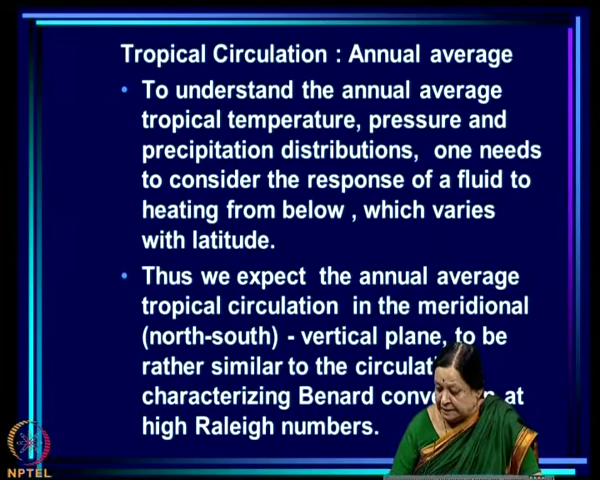 Tropical Circulation : Annual average
• To understand the annual average
tropical temperature, pressure and
precipitation distributions, one needs
to consider the response of a fluid to
heating from below , which varies
with latitude.
• Thus we expect the annual average
tropical circulation in the meridional
(north-south) - vertical plane, to be
rather similar to the
characterizing Benard at
high Raleigh numbers.
NPTEL